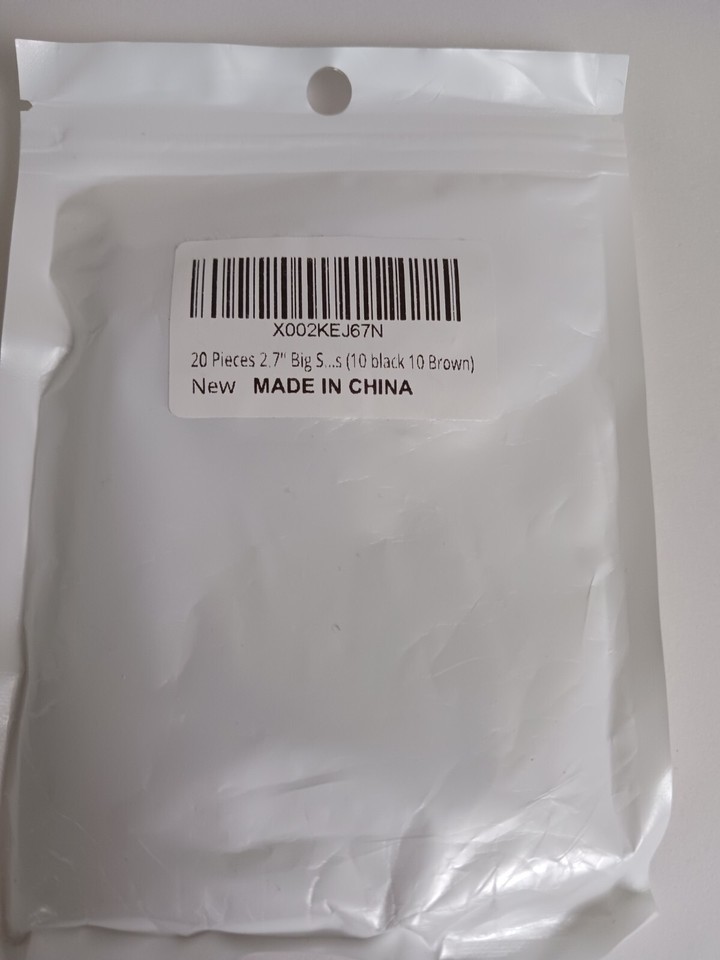 X002KEJ67N
20 Pieces 2.7" Big S...s (10 black 10 Brown)
New MADE IN CHINA